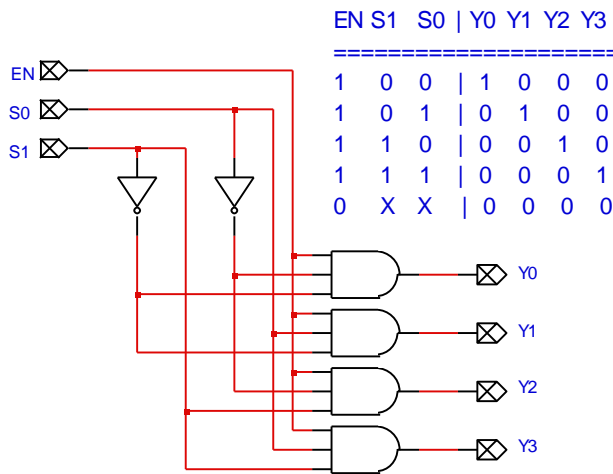 EN S1 S0 | Y0 Y1 Y2 Y3
======================
1 0 0 | 1 0 0 0
1 0 1 | 0 1 0 0
1 1 0 | 0 0 1 0
1 1 1 | 0 0 0 1
0 X X | 0 0 0 0
EN
S0
S1
Y0
Y1
Y2
Y3